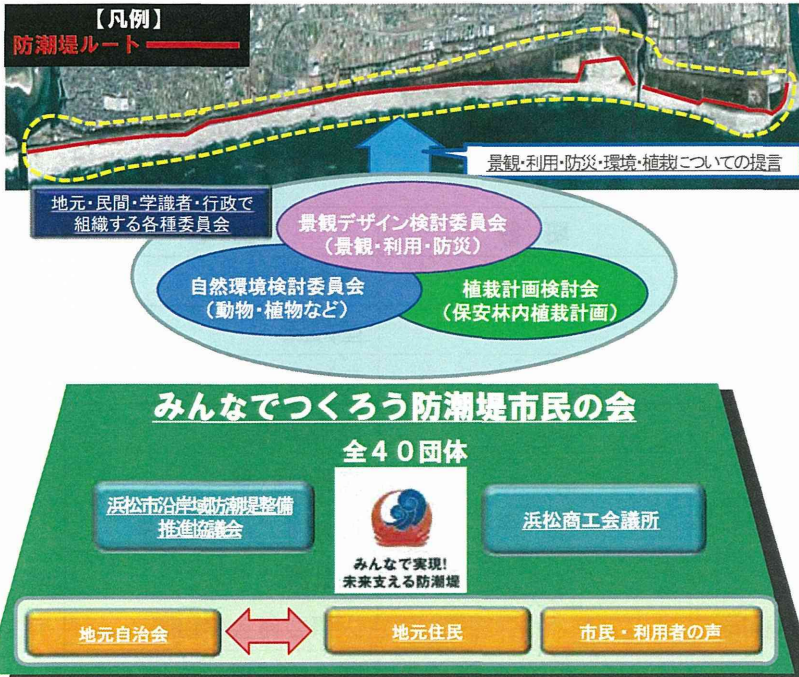 【凡例】
防潮堤ルート
景観・利用・防災・環境・植栽についての提言
地元・民間・学識者・行政で
組織する各種委員会
景観デザイン検討委員会
（景観・利用・防災）
自然環境検討委員会
（動物・植物など）
植栽計画検討会
（保安林内植栽計画）
みんなでつくろう防潮堤市民の会
全４０団体
浜松市沿岸域防潮堤整備
推進協議会
みんなで実現!
未来支える防潮堤
浜松商工会議所
地元自治会
地元住民
市民・利用者の声